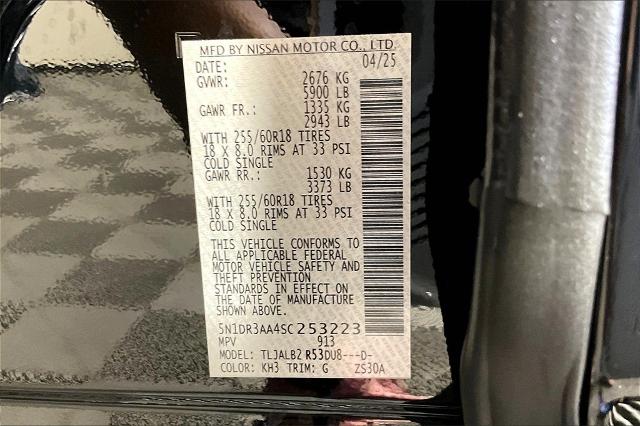 MFD BY NISSAN MOTOR CO., LTD.
DATE: 04/25
GVWR: 2676 KG
5900 LB
GAWR FR.: 1335 KG
2943 LB
WITH 255/60R18 TIRES
18 X 8.0 RIMS AT 33 PSI
COLD SINGLE
GAWR RR.: 1530 KG
3373 LB
WITH 255/60R18 TIRES
18 X 8.0 RIMS AT 33 PSI
COLD SINGLE
THIS VEHICLE CONFORMS TO
ALL APPLICABLE FEDERAL
MOTOR VEHICLE SAFETY AND
THEFT PREVENTION
STANDARDS IN EFFECT ON
THE DATE OF MANUFACTURE
SHOWN ABOVE.
5N1DR3AA4SC253223
MPV 913
MODEL: TLJALB2 R53DU8---D-
COLOR: KH3 TRIM: G ZS30A